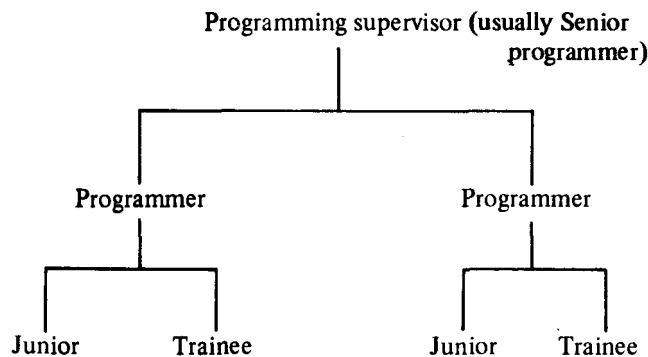 Programming supervisor (usually Senior
programmer)
Programmer Programmer
Junior Trainee Junior Trainee